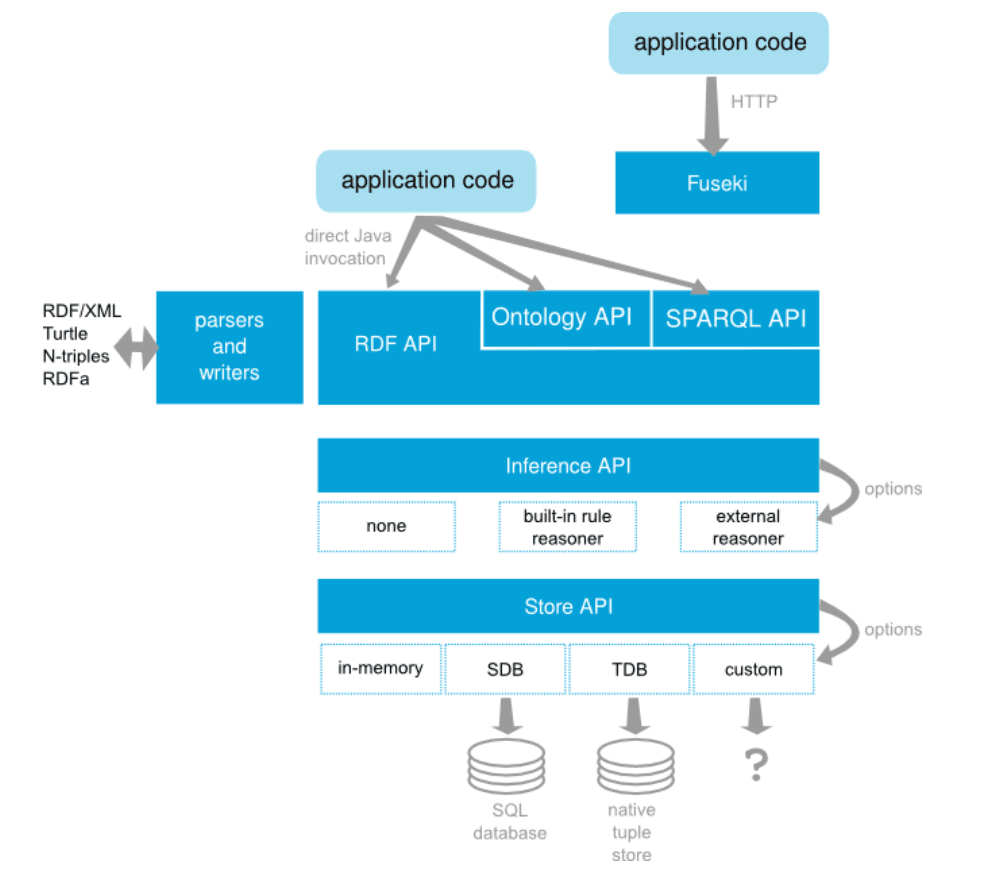 application code
HTTP
Fuseki
application code
direct Java
invocation
RDF/XML
Turtle
N-triples
RDFa
parsers
and
writers
RDF API
Ontology API
SPARQL API
Inference API
options
none
built-in rule
reasoner
external
reasoner
Store API
options
in-memory
SDB
TDB
custom
?
SQL
database
native
tuple
store